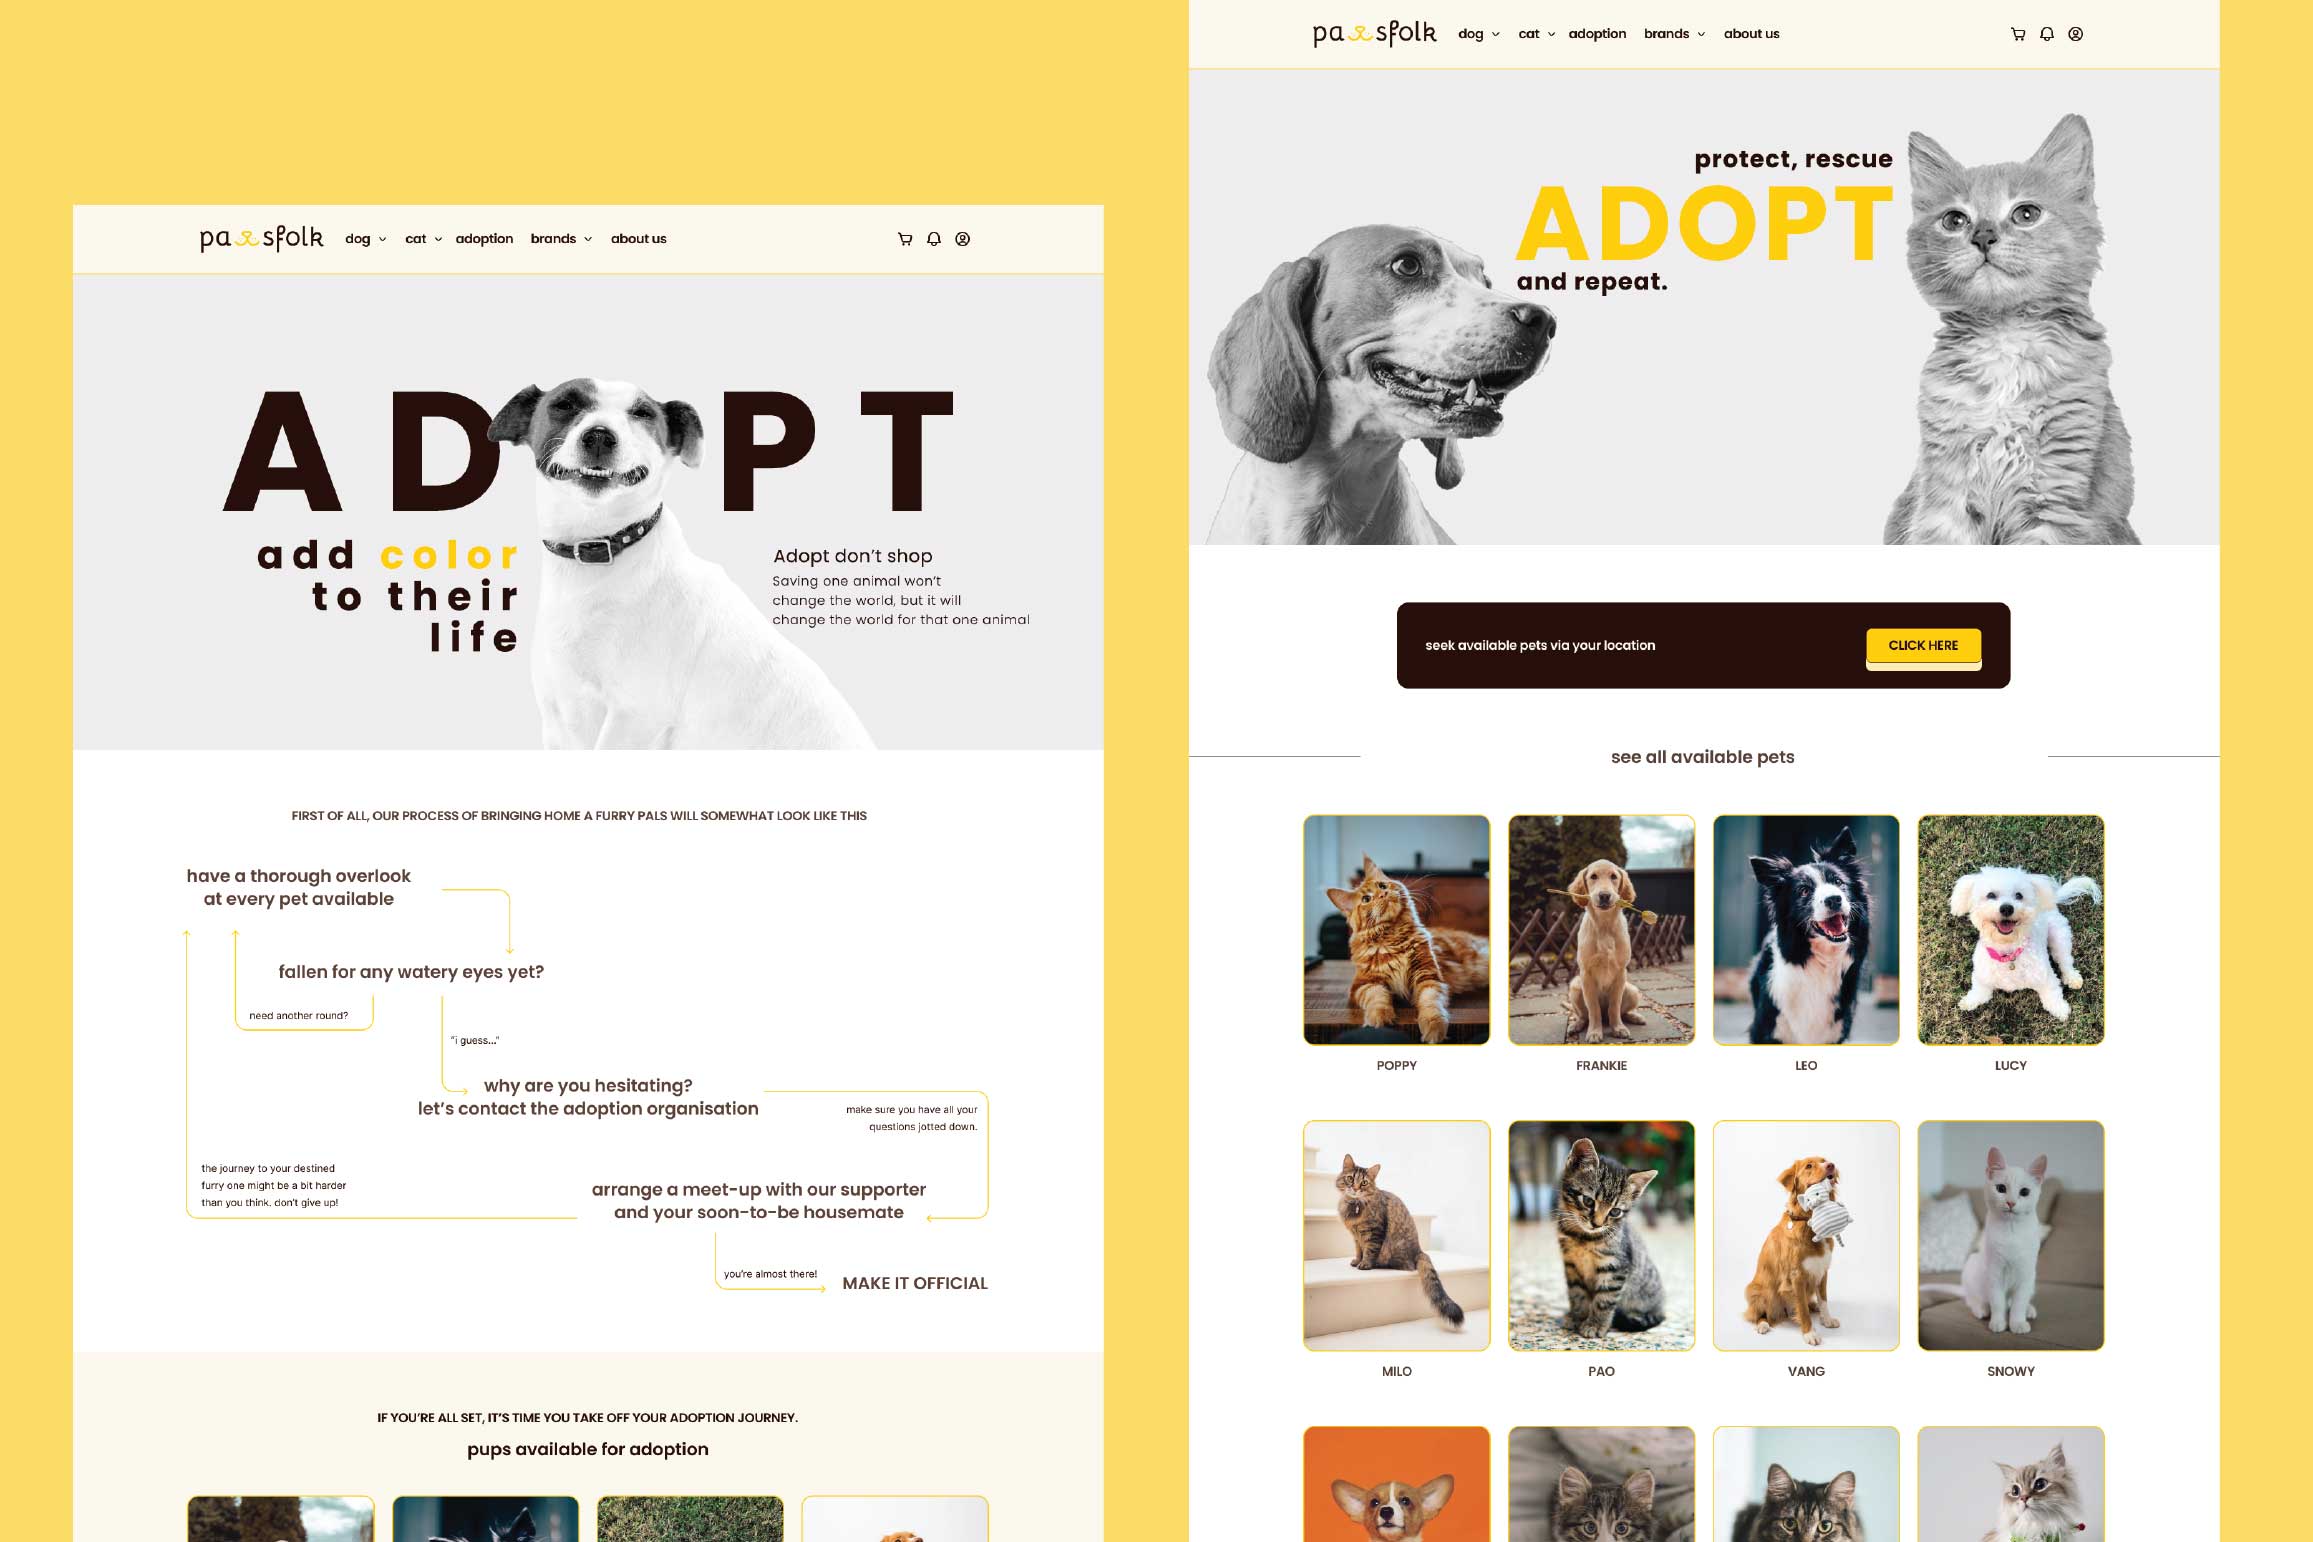 pawsfolk
dog
cat
adoption
brands
about us
ADOPT
add color
to their
life
Adopt don't shop
Saving one animal won't
change the world, but it will
change the world for that one animal
FIRST OF ALL, OUR PROCESS OF BRINGING HOME A FURRY PALS WILL SOMEWHAT LOOK LIKE THIS
have a thorough overlook
at every pet available
fallen for any watery eyes yet?
need another round?
"i guess..."
why are you hesitating?
let's contact the adoption organisation
make sure you have all your
questions jotted down.
the journey to your destined
furry one might be a bit harder
than you think. don't give up!
arrange a meet-up with our supporter
and your soon-to-be housemate
you're almost there!
MAKE IT OFFICIAL
IF YOU'RE ALL SET, IT'S TIME YOU TAKE OFF YOUR ADOPTION JOURNEY.
pups available for adoption
pawsfolk
dog
cat
adoption
brands
about us
protect, rescue
ADOPT
and repeat.
seek available pets via your location
CLICK HERE
see all available pets
POPPY
FRANKIE
LEO
LUCY
MILO
PAO
VANG
SNOWY